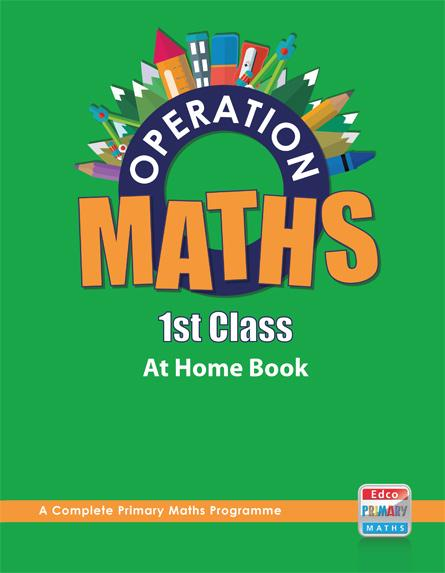 OPERATION
MATHS
1st Class
At Home Book
A Complete Primary Maths Programme
Edco
PRIMARY
MATHS